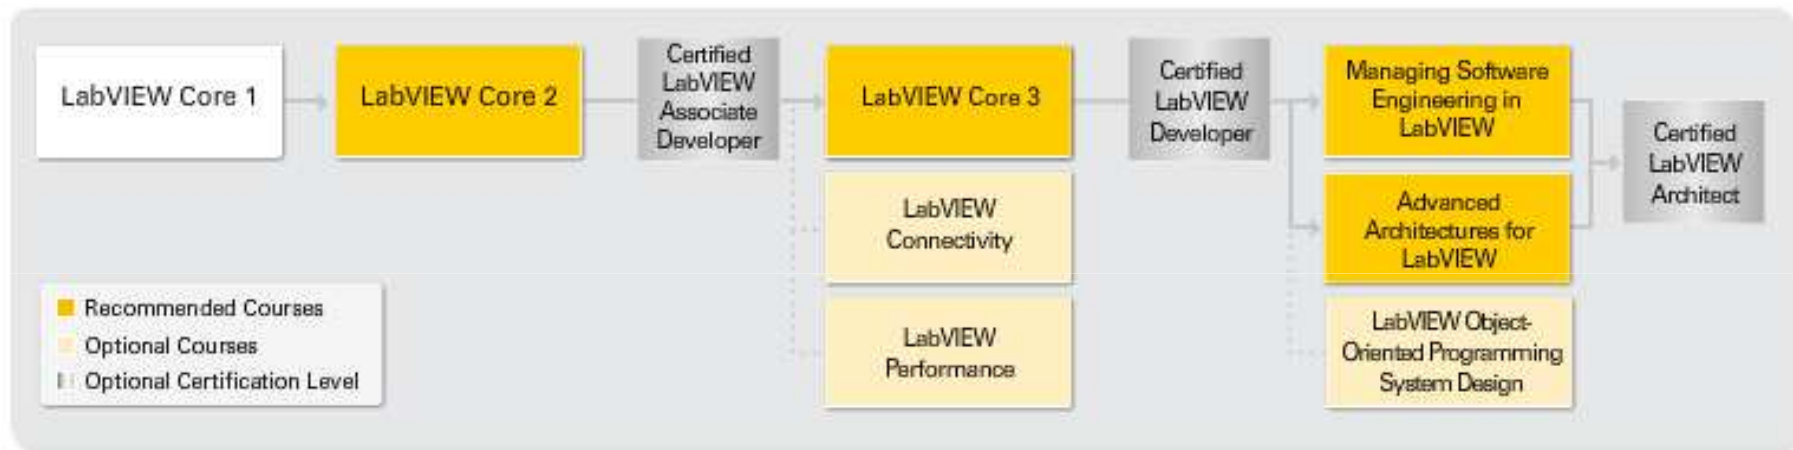 LabVIEW Core 1
LabVIEW Core 2
Certified
LabVIEW
Associate
Developer
LabVIEW Core 3
Certified
LabVIEW
Developer
Managing Software
Engineering in
LabVIEW
Certified
LabVIEW
Architect
LabVIEW
Connectivity
Advanced
Architectures for
LabVIEW
LabVIEW
Performance
LabVIEW Object-
Oriented Programming
System Design
Recommended Courses
Optional Courses
Optional Certification Level